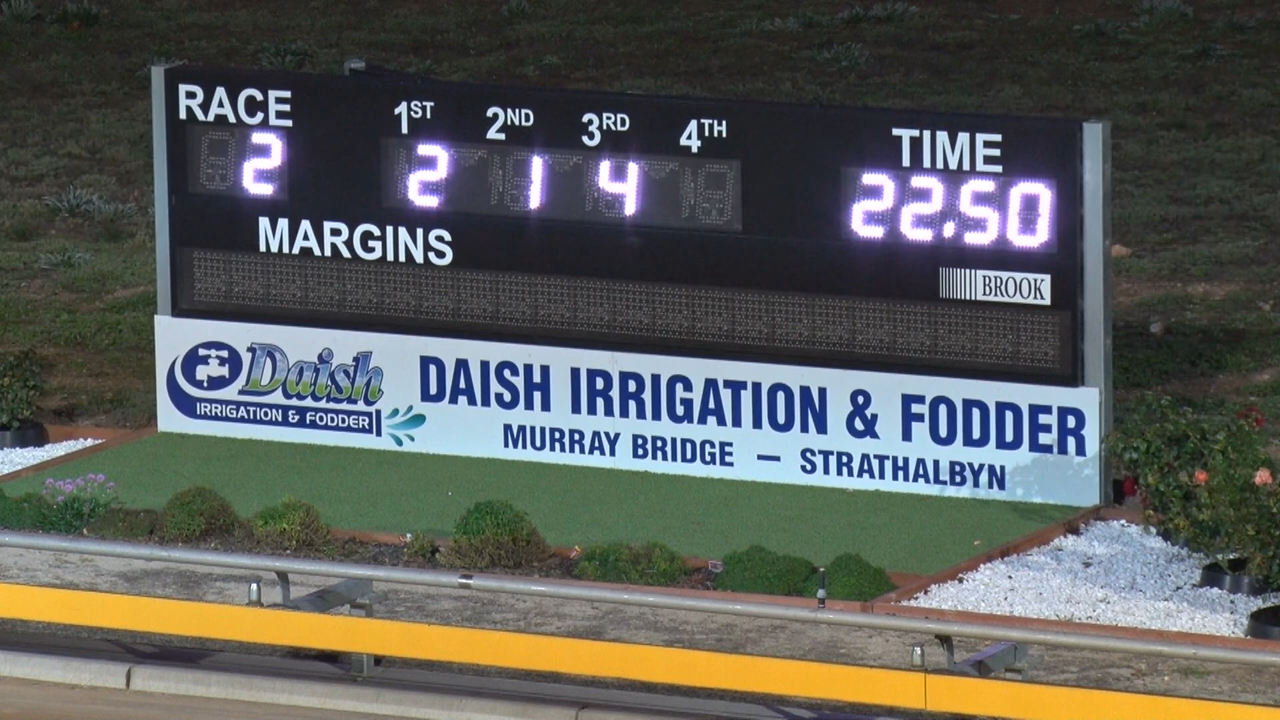 RACE 1ST 2ND 3RD 4TH TIME
2 2 1 4 22.50
MARGINS
BROOK
Daish
IRRIGATION & FODDER
DAISH IRRIGATION & FODDER
MURRAY BRIDGE – STRATHALBYN